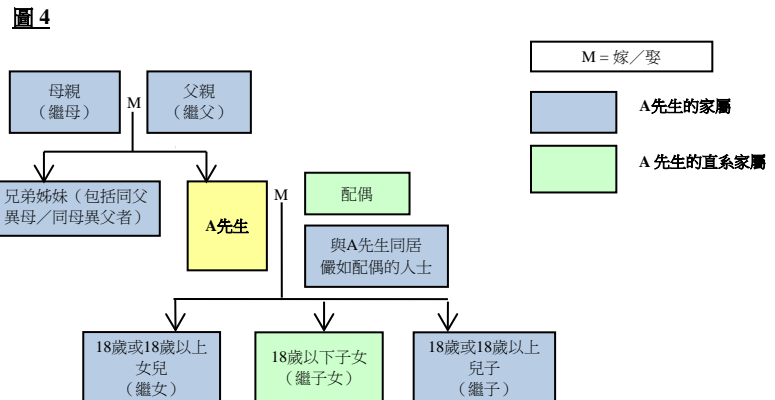 圖 4
M = 嫁／娶
A先生的家屬
A 先生的直系家屬
母親
（繼母）
M
父親
（繼父）
兄弟姊妹（包括同父
異母／同母異父者）
A先生
M
配偶
與A先生同居
儼如配偶的人士
18歲或18歲以上
女兒
（繼女）
18歲以下子女
（繼子女）
18歲或18歲以上
兒子
（繼子）